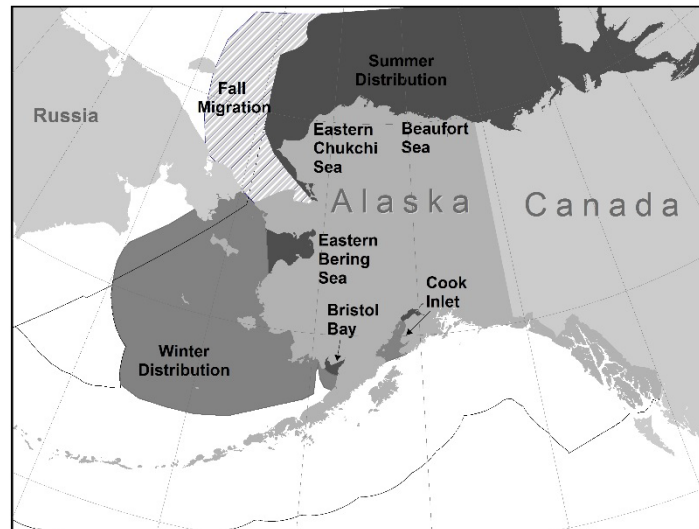 Summer
Distribution
Fall
Migration
Russia
Eastern
Chukchi
Sea
Beaufort
Sea
Alaska
Canada
Eastern
Bering
Sea
Cook
Inlet
Bristol
Bay
Winter
Distribution